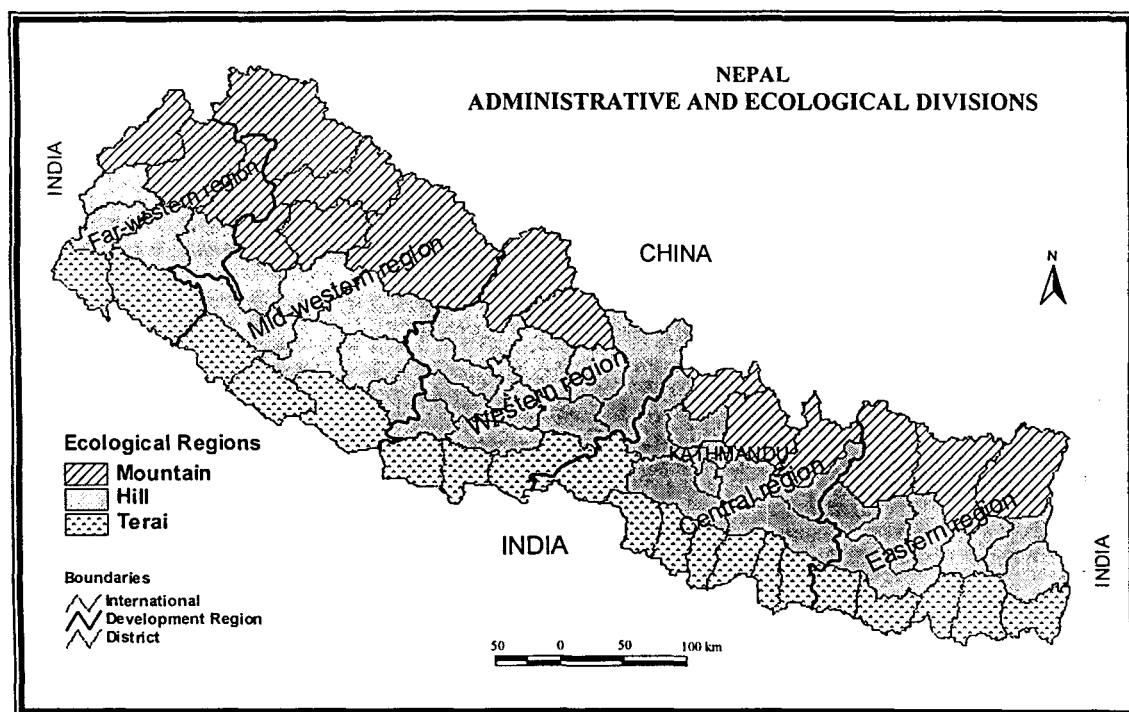 NEPAL
ADMINISTRATIVE AND ECOLOGICAL DIVISIONS
INDIA
Far-western region
CHINA
N
Mid-western region
Western region
KATHMANDU
Central region
Eastern region
INDIA
INDIA
Ecological Regions
Mountain
Hill
Terai
Boundaries
International
Development Region
District
50 0 50 100 km